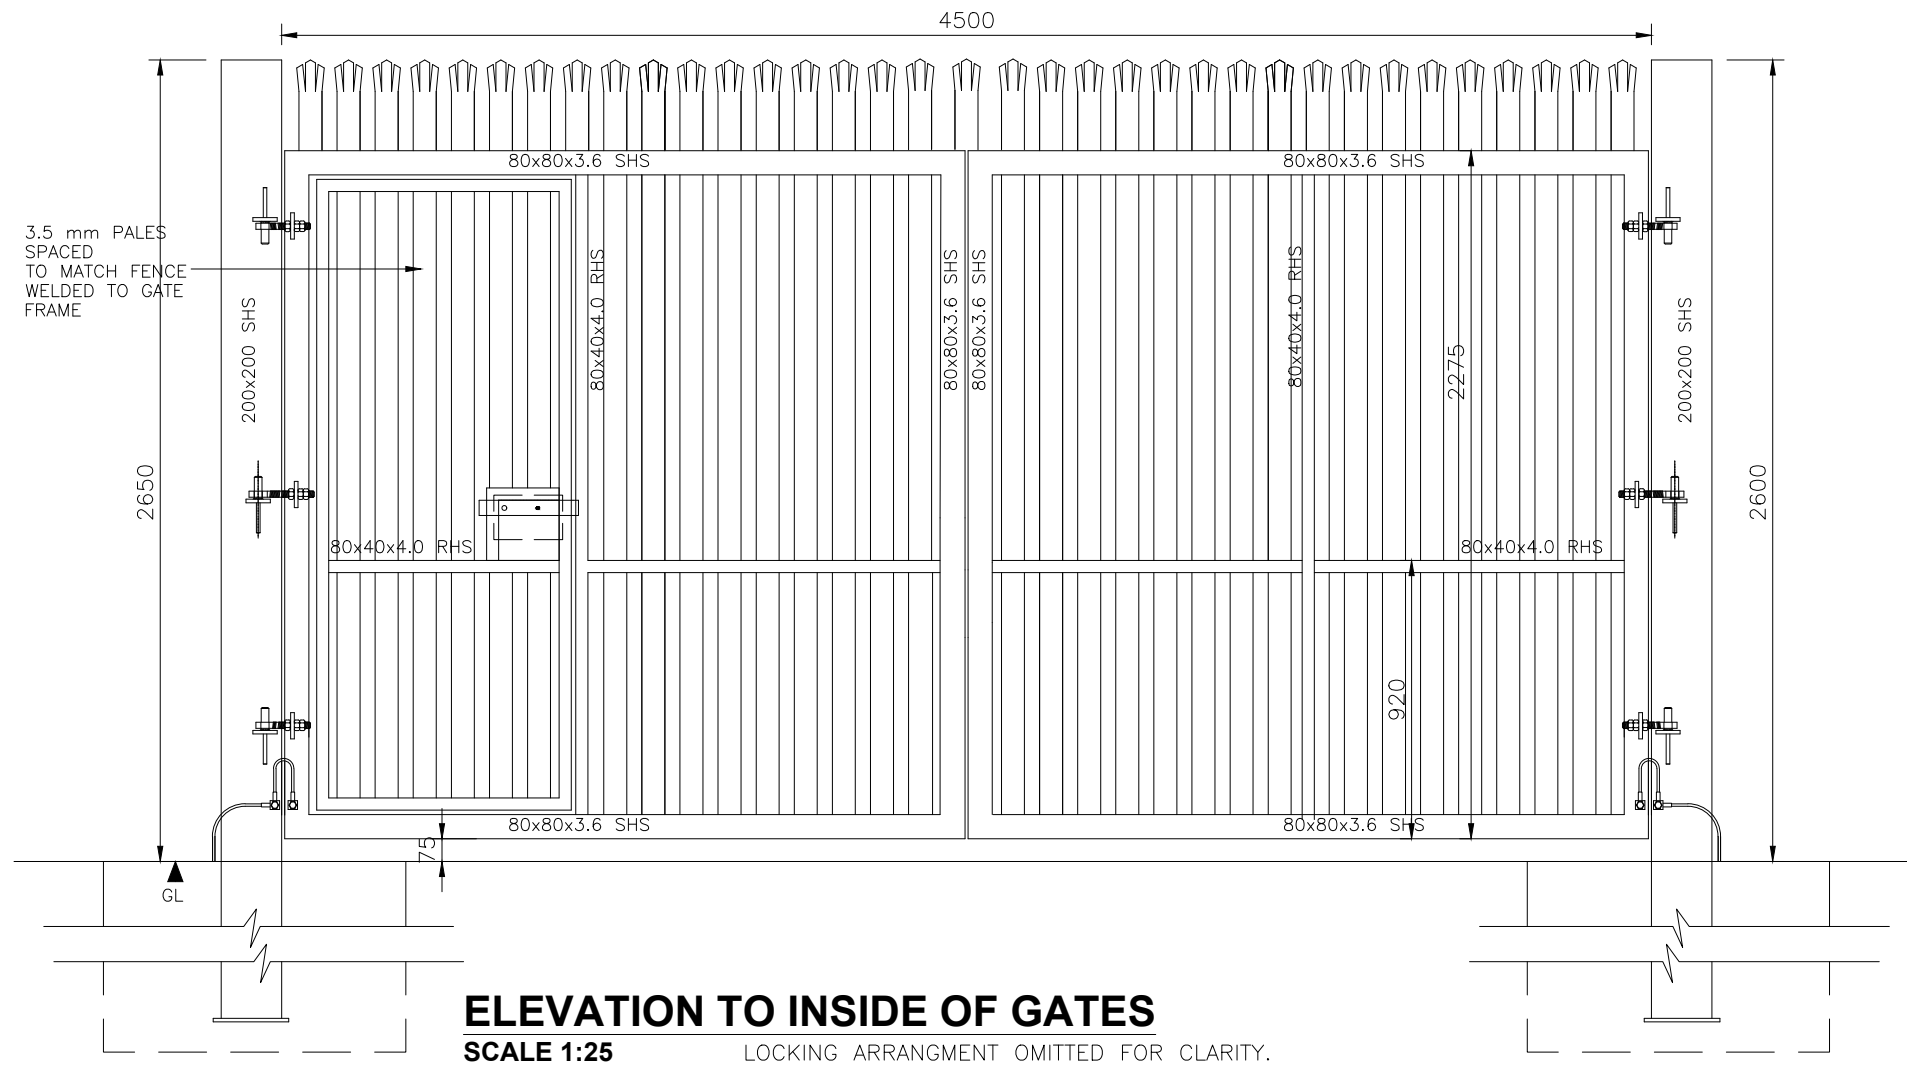 4500
80x80x3.6 SHS
80x80x3.6 SHS
3.5 mm PALES
SPACED
TO MATCH FENCE
WELDED TO GATE
FRAME
200x200 SHS
80x40x4.0 RHS
80x80x3.6 SHS
80x80x3.6 SHS
80x40x4.0 RHS
2275
200x200 SHS
2650
2600
80x40x4.0 RHS
80x40x4.0 RHS
920
80x80x3.6 SHS
80x80x3.6 SHS
75
GL
ELEVATION TO INSIDE OF GATES
SCALE 1:25
LOCKING ARRANGMENT OMITTED FOR CLARITY.